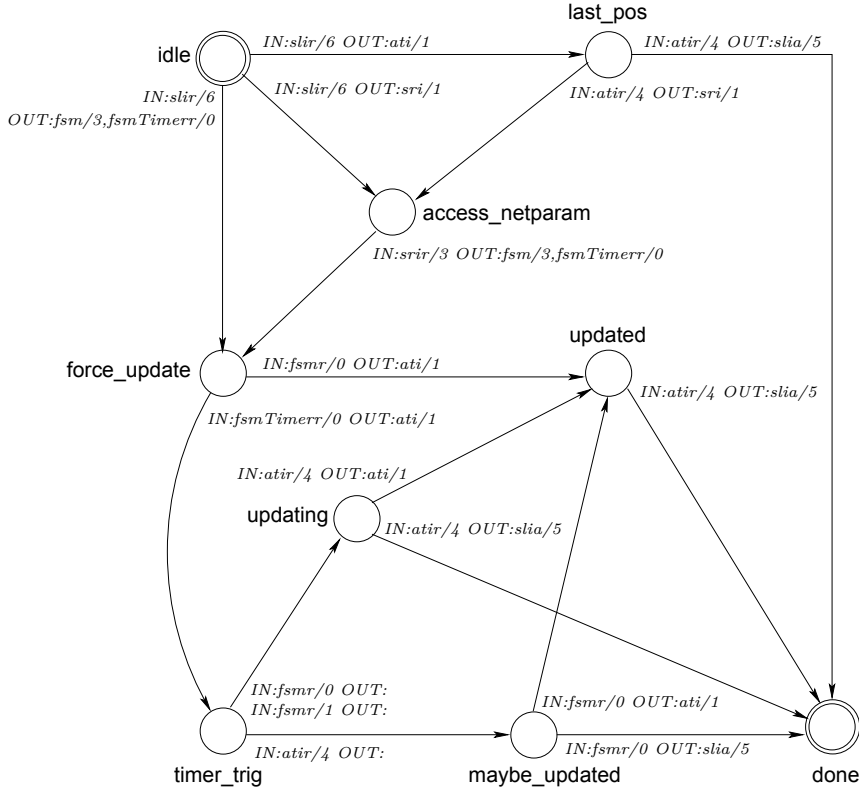 last_pos
idle
IN:slir/6 OUT:ati/1
IN:atir/4 OUT:slia/5
IN:slir/6
OUT:fsm/3,fsmTimerr/0
IN:slir/6 OUT:sri/1
IN:atir/4 OUT:sri/1
access_netparam
IN:srir/3 OUT:fsm/3,fsmTimerr/0
updated
force_update
IN:fsmr/0 OUT:ati/1
IN:atir/4 OUT:slia/5
IN:fsmTimerr/0 OUT:ati/1
IN:atir/4 OUT:ati/1
updating
IN:atir/4 OUT:slia/5
IN:fsmr/0 OUT:
IN:fsmr/1 OUT:
IN:fsmr/0 OUT:ati/1
IN:atir/4 OUT:
IN:fsmr/0 OUT:slia/5
timer_trig
maybe_updated
done